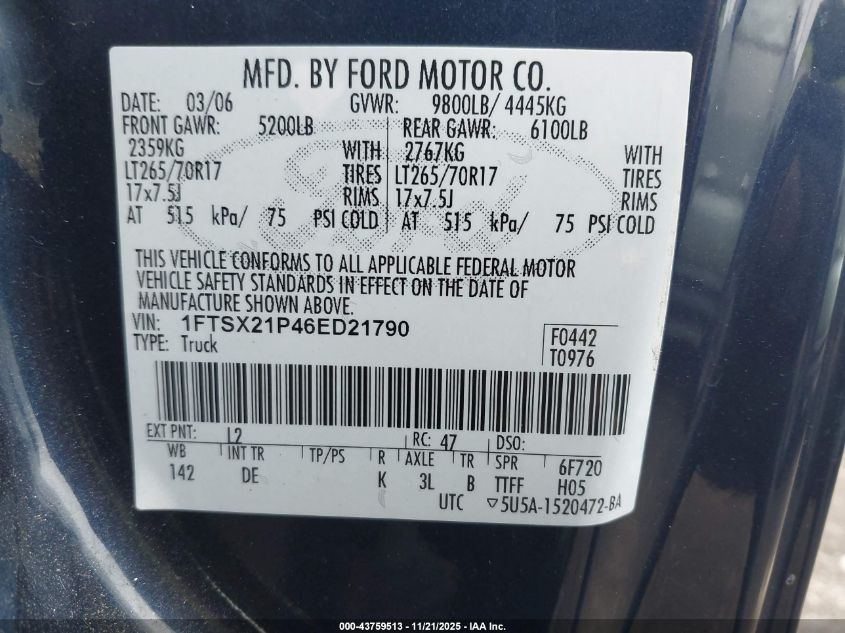 MFD. BY FORD MOTOR CO.
DATE: 03/06 GVWR: 9800LB/ 4445KG
FRONT GAWR: 5200LB REAR GAWR: 6100LB
2359KG WITH 2767KG WITH
LT265/70R17 TIRES LT265/70R17 TIRES
17x7.5J RIMS 17x7.5J RIMS
AT 515 kPa/ 75 PSI COLD AT 515 kPa/ 75 PSI COLD
Ford
THIS VEHICLE CONFORMS TO ALL APPLICABLE FEDERAL MOTOR
VEHICLE SAFETY STANDARDS IN EFFECT ON THE DATE OF
MANUFACTURE SHOWN ABOVE.
VIN: 1FTSX21P46ED21790 F0442
TYPE: Truck T0976
EXT PNT: L2 RC: 47 DSO:
WB INT TR TP/PS R AXLE TR SPR 6F720
142 DE K 3L B TTFF H05
UTC ▽5U5A-1520472-BA
000-43759513 - 11/21/2025 - IAA Inc.